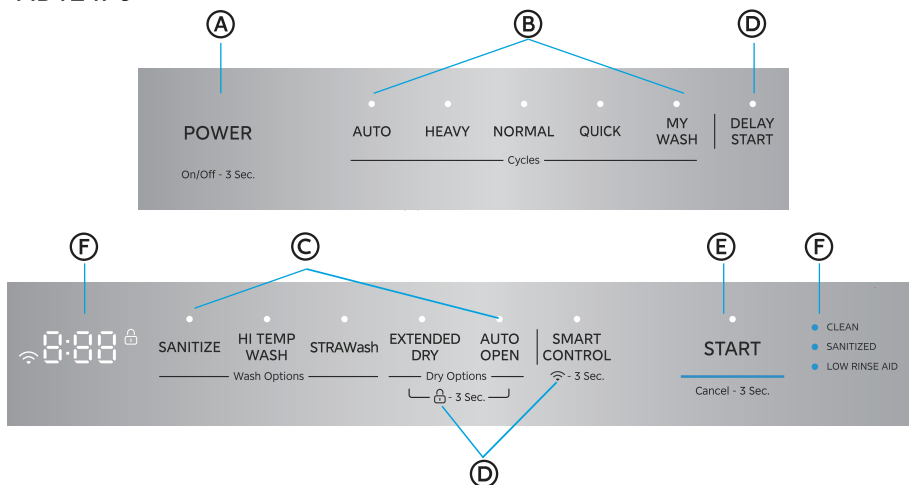 A
B
D
POWER
On/Off - 3 Sec.
AUTO
HEAVY
NORMAL
QUICK
MY
WASH
DELAY
START
Cycles
F
C
E
F
8:88
SANITIZE
HI TEMP
WASH
STRAWash
EXTENDED
DRY
AUTO
OPEN
SMART
CONTROL
Wash Options
Dry Options
- 3 Sec.
- 3 Sec.
START
Cancel - 3 Sec.
CLEAN
SANITIZED
LOW RINSE AID
D